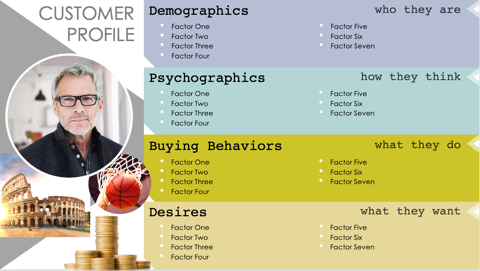 CUSTOMER
PROFILE
Demographics
who they are
Factor One
Factor Two
Factor Three
Factor Four
Factor Five
Factor Six
Factor Seven
Psychographics
how they think
Factor One
Factor Two
Factor Three
Factor Four
Factor Five
Factor Six
Factor Seven
Buying Behaviors
what they do
Factor One
Factor Two
Factor Three
Factor Four
Factor Five
Factor Six
Factor Seven
Desires
what they want
Factor One
Factor Two
Factor Three
Factor Four
Factor Five
Factor Six
Factor Seven